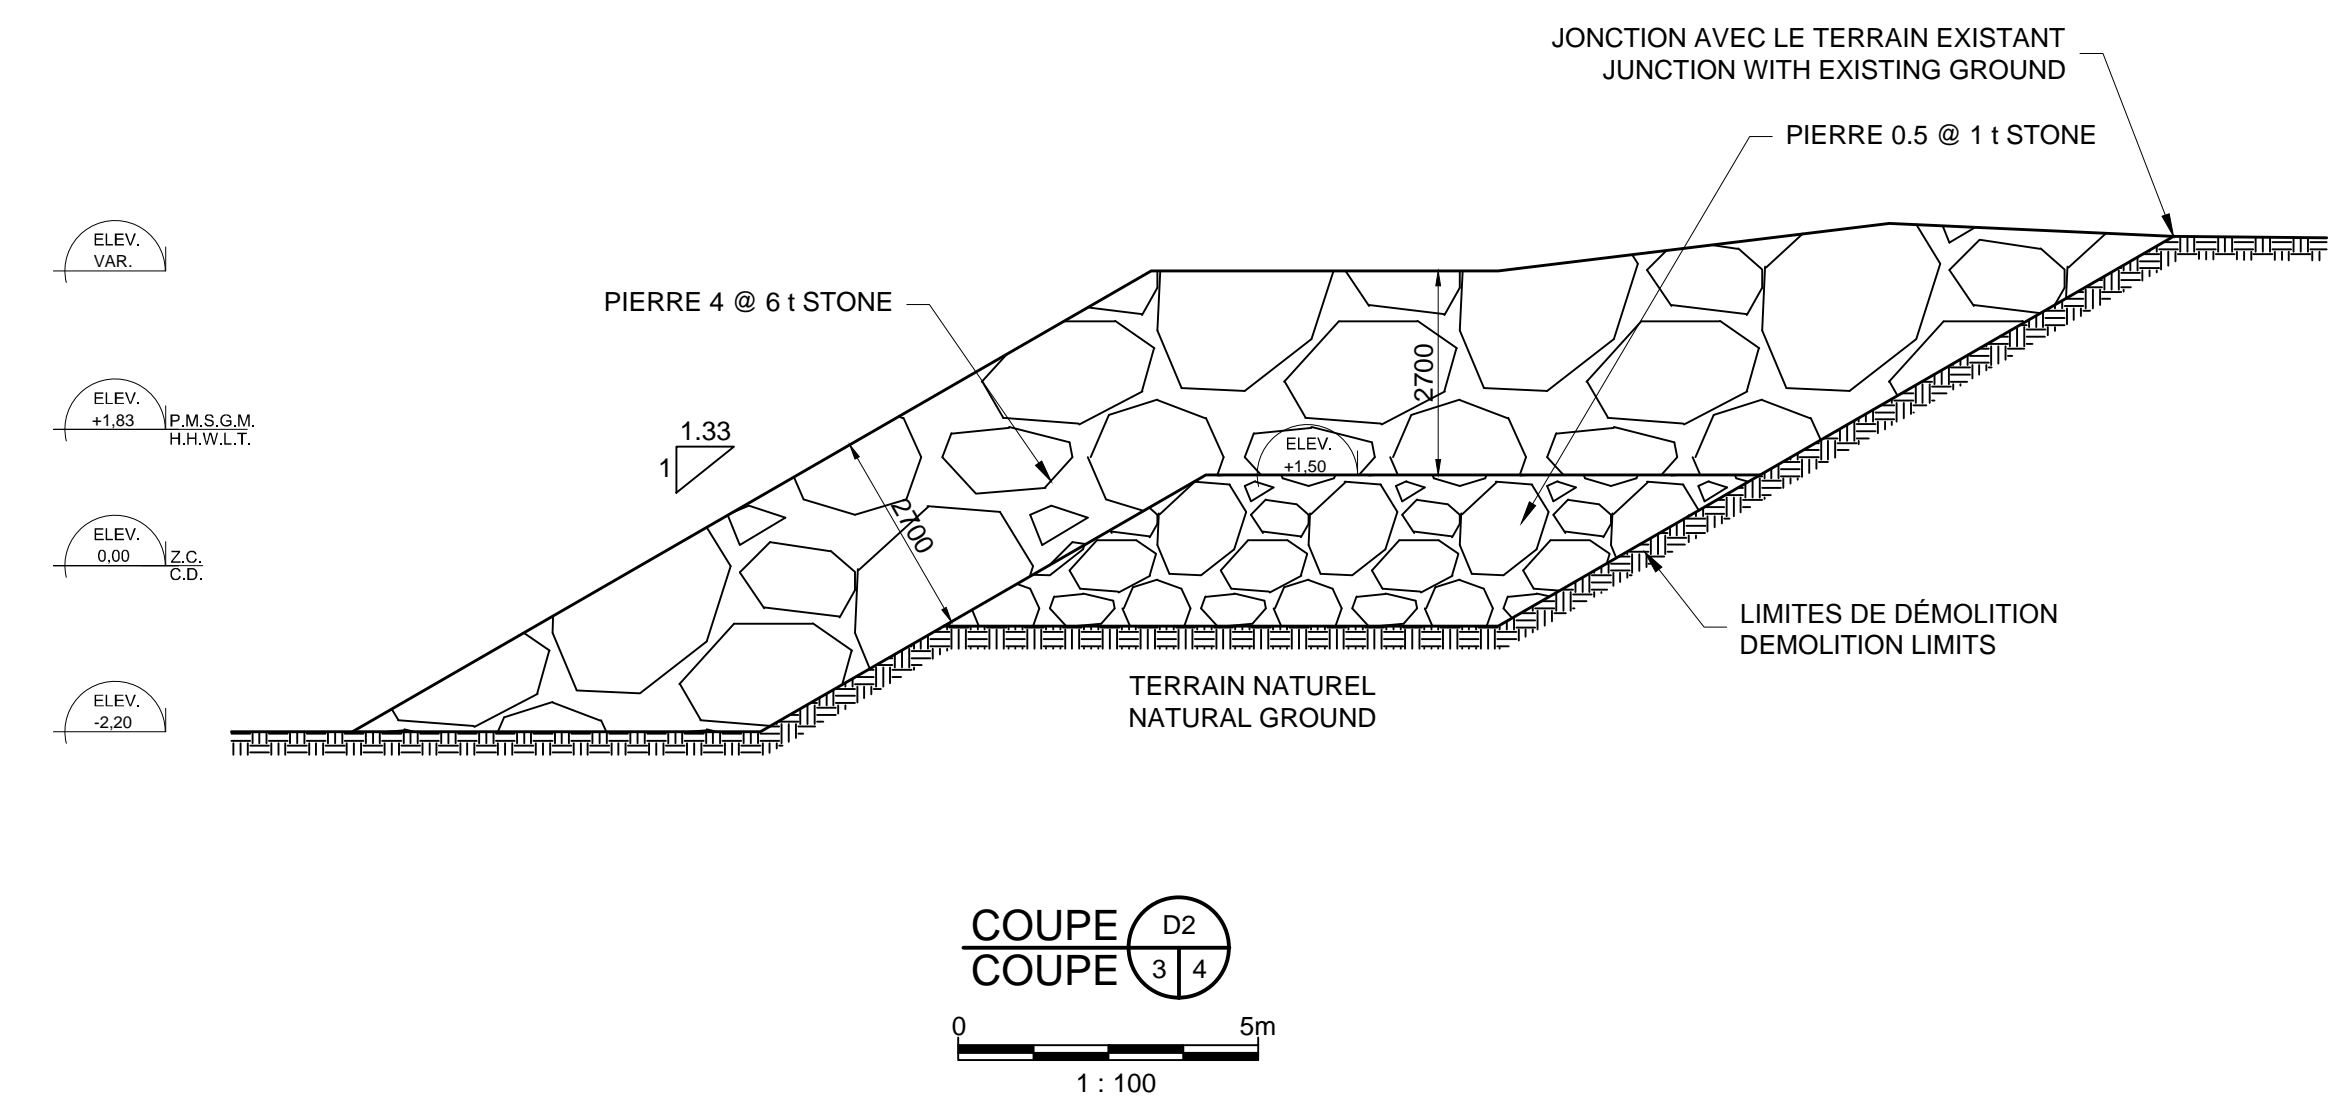 JONCTION AVEC LE TERRAIN EXISTANT
JUNCTION WITH EXISTING GROUND
PIERRE 0.5 @ 1 t STONE
ELEV.
VAR.
PIERRE 4 @ 6 t STONE
2700
ELEV.
+1,83
P.M.S.G.M.
H.H.W.L.T.
1.33
1
ELEV.
+1,50
2700
ELEV.
0,00
Z.C.
C.D.
LIMITES DE DÉMOLITION
DEMOLITION LIMITS
ELEV.
-2,20
TERRAIN NATUREL
NATURAL GROUND
COUPE
COUPE
D2
3 4
0 5m
1 : 100